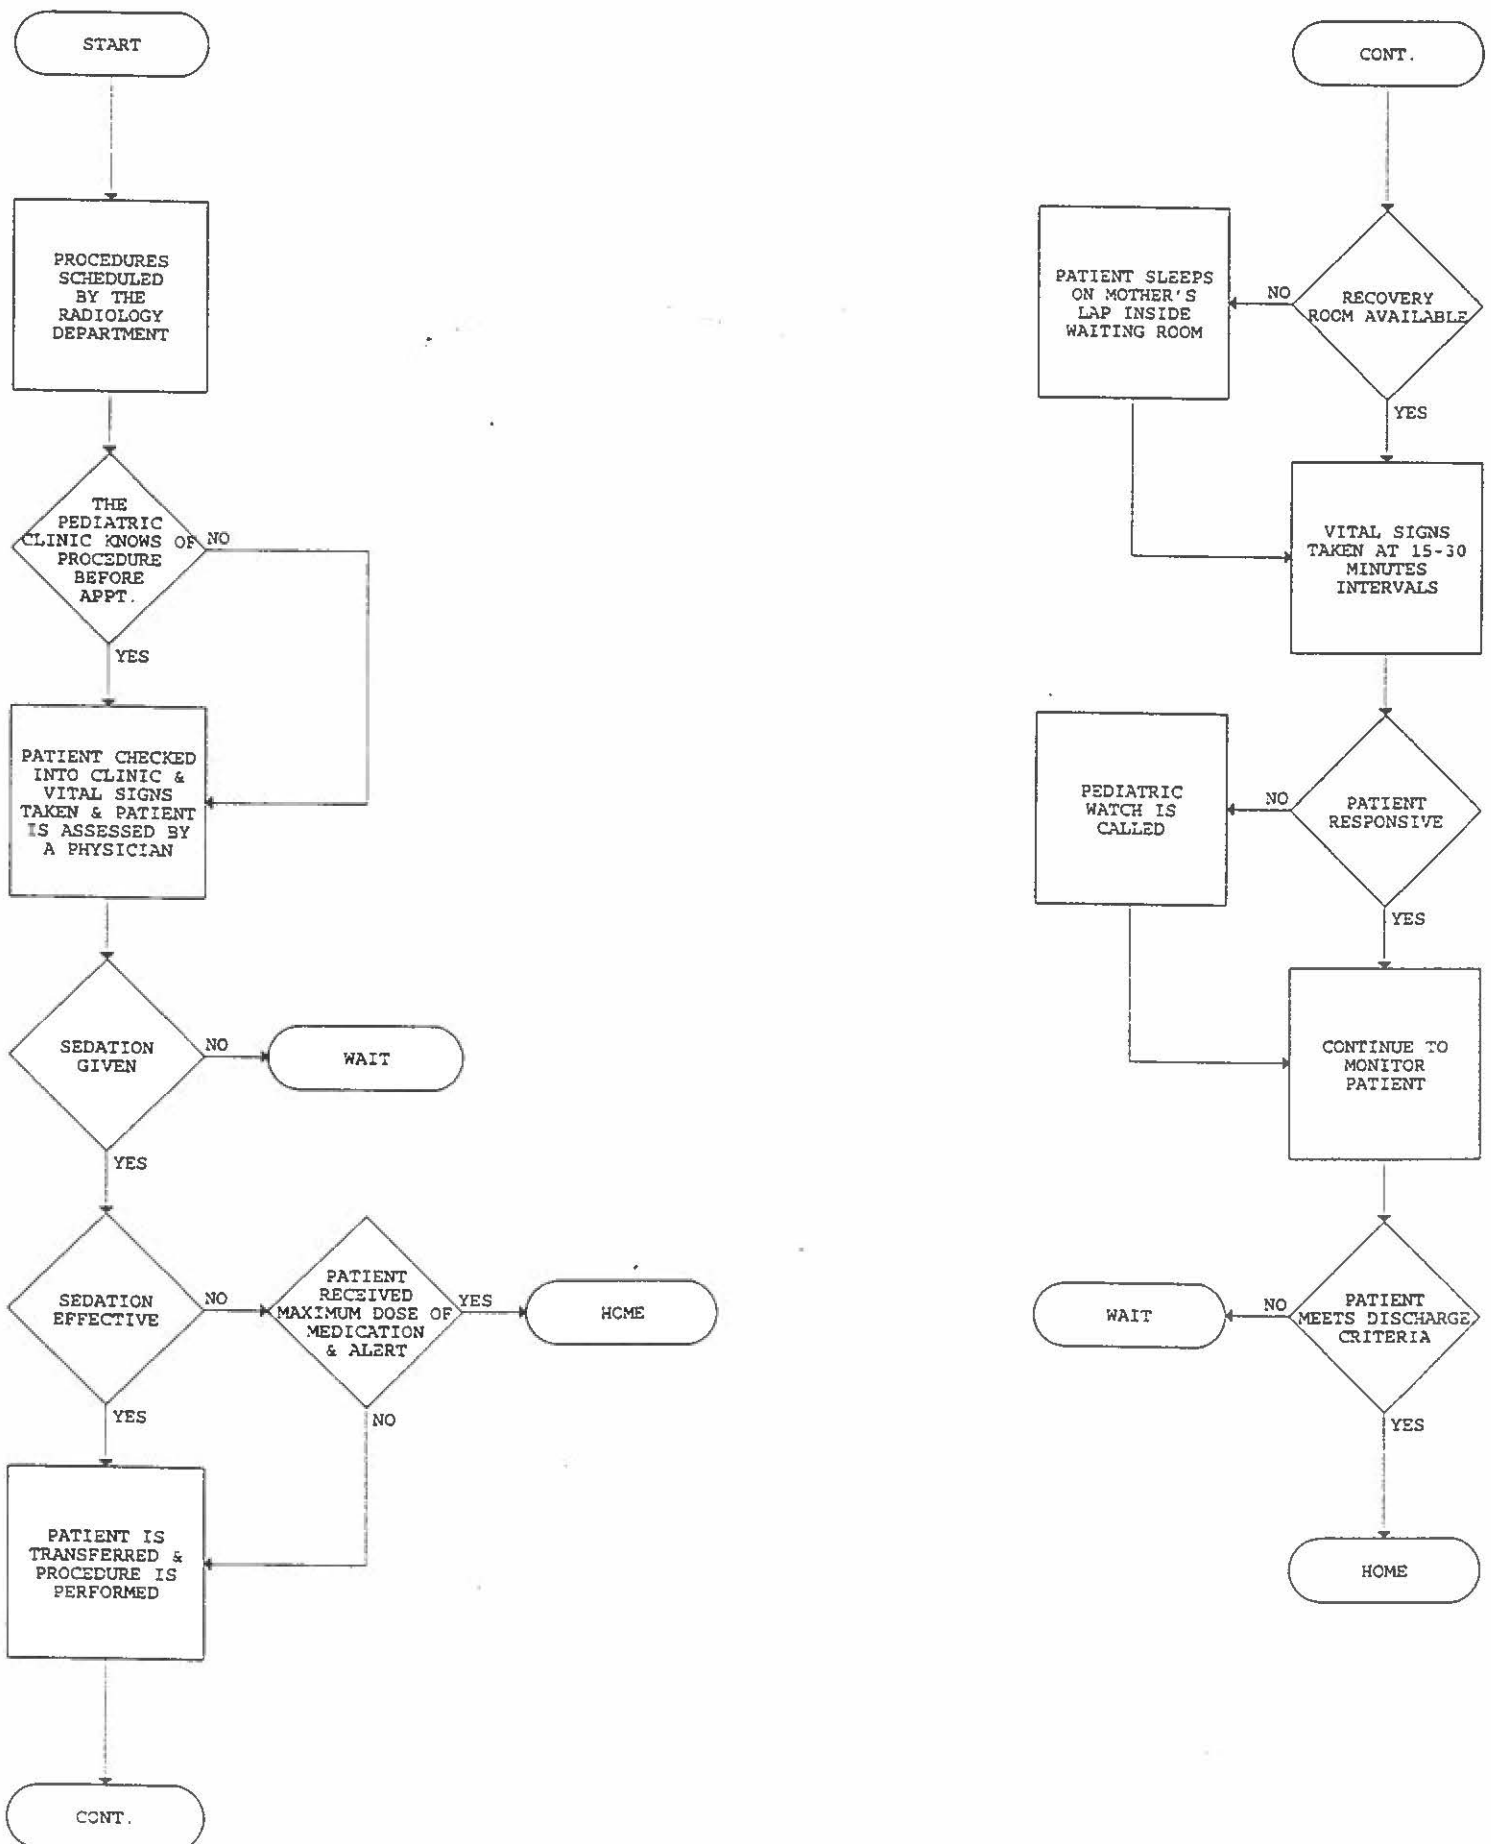 START
PROCEDURES
SCHEDULED
BY THE
RADIOLOGY
DEPARTMENT
THE
PEDIATRIC
CLINIC KNOWS OF
PROCEDURE
BEFORE
APPT.
NO
YES
PATIENT CHECKED
INTO CLINIC &
VITAL SIGNS
TAKEN & PATIENT
IS ASSESSED BY
A PHYSICIAN
SEDATION
GIVEN
NO
WAIT
YES
SEDATION
EFFECTIVE
NO
PATIENT
RECEIVED
MAXIMUM DOSE OF
MEDICATION
& ALERT
YES
HOME
NO
YES
PATIENT IS
TRANSFERRED &
PROCEDURE IS
PERFORMED
CONT.
CONT.
RECOVERY
ROOM AVAILABLE
NO
PATIENT SLEEPS
ON MOTHER'S
LAP INSIDE
WAITING ROOM
YES
VITAL SIGNS
TAKEN AT 15-30
MINUTES
INTERVALS
PATIENT
RESPONSIVE
NO
PEDIATRIC
WATCH IS
CALLED
YES
CONTINUE TO
MONITOR
PATIENT
PATIENT
MEETS DISCHARGE
CRITERIA
NO
WAIT
YES
HOME